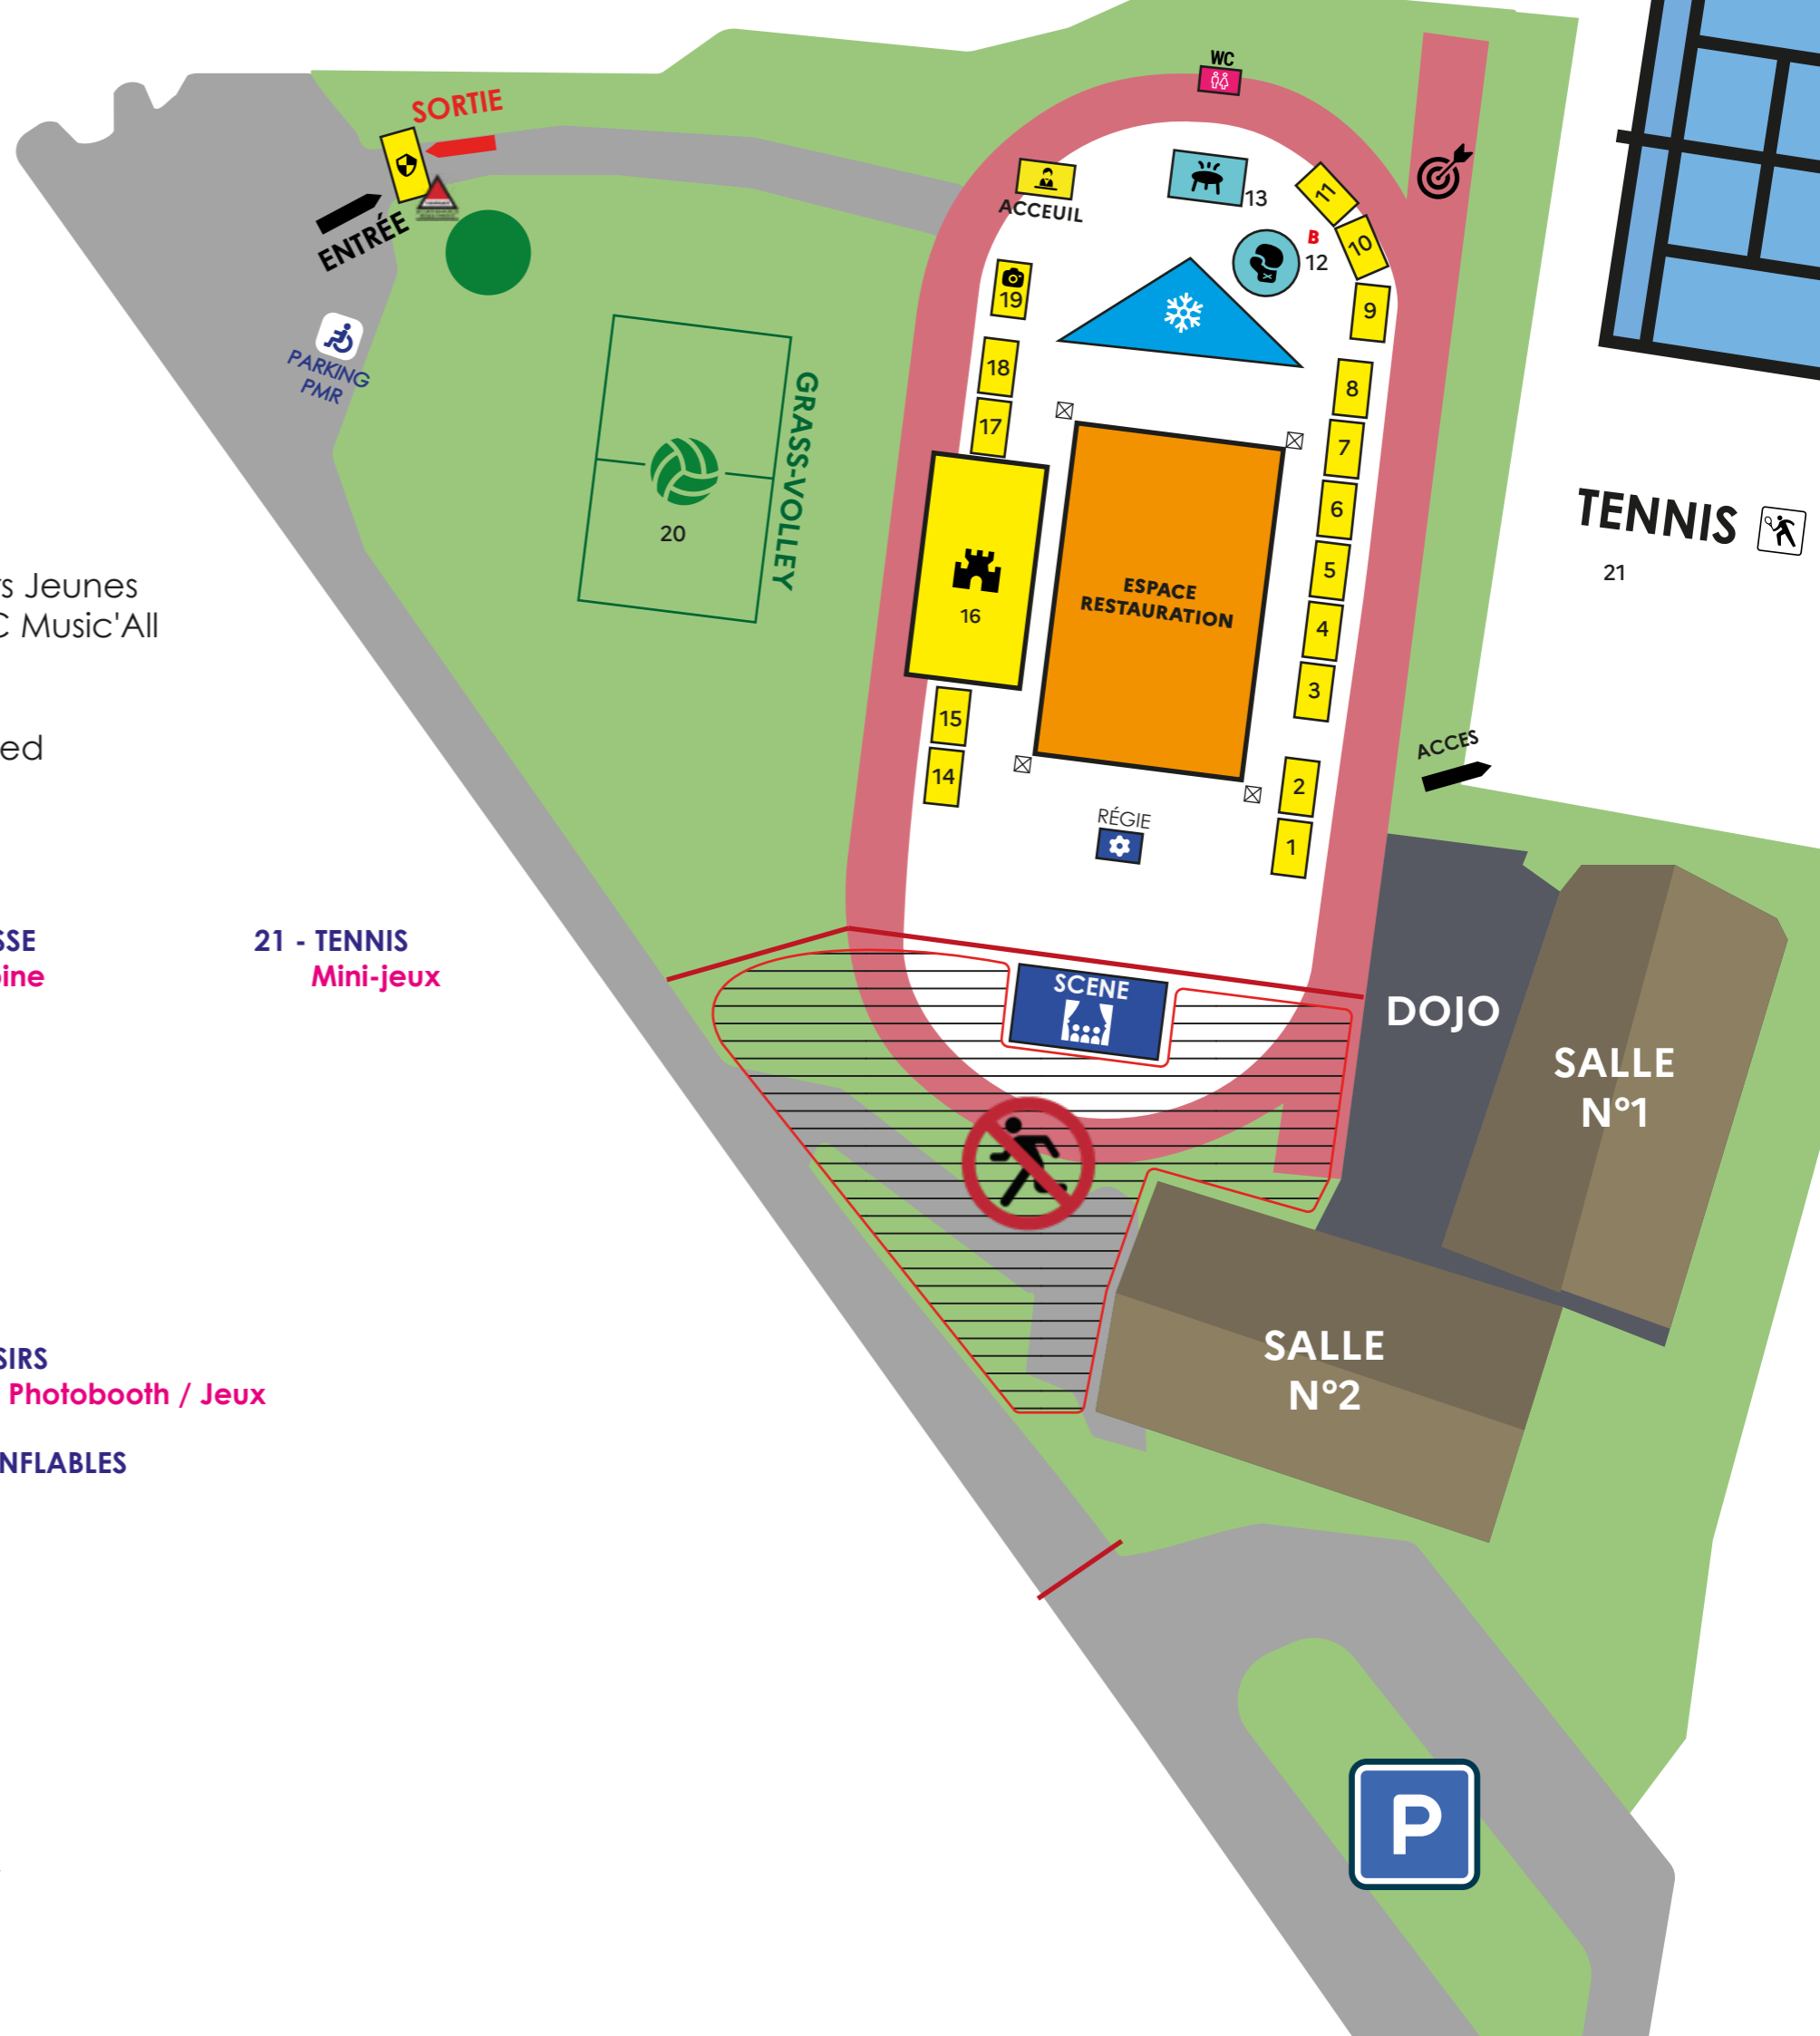 WC
SORTIE
ENTRÉE
ACCEUIL
13
11
B
12
10
19
9
PARKING
PMR
18
8
17
7
GRASS-VOLLEY
20
6
TENNIS
21
5
ESPACE
RESTAURATION
16
4
3
15
14
ACCES
2
RÉGIE
1
s Jeunes
C Music'All
ed
SSE
ine
21 - TENNIS
Mini-jeux
SCENE
DOJO
SALLE
N°1
SALLE
N°2
SIRS
Photobooth / Jeux
NFLABLES
P